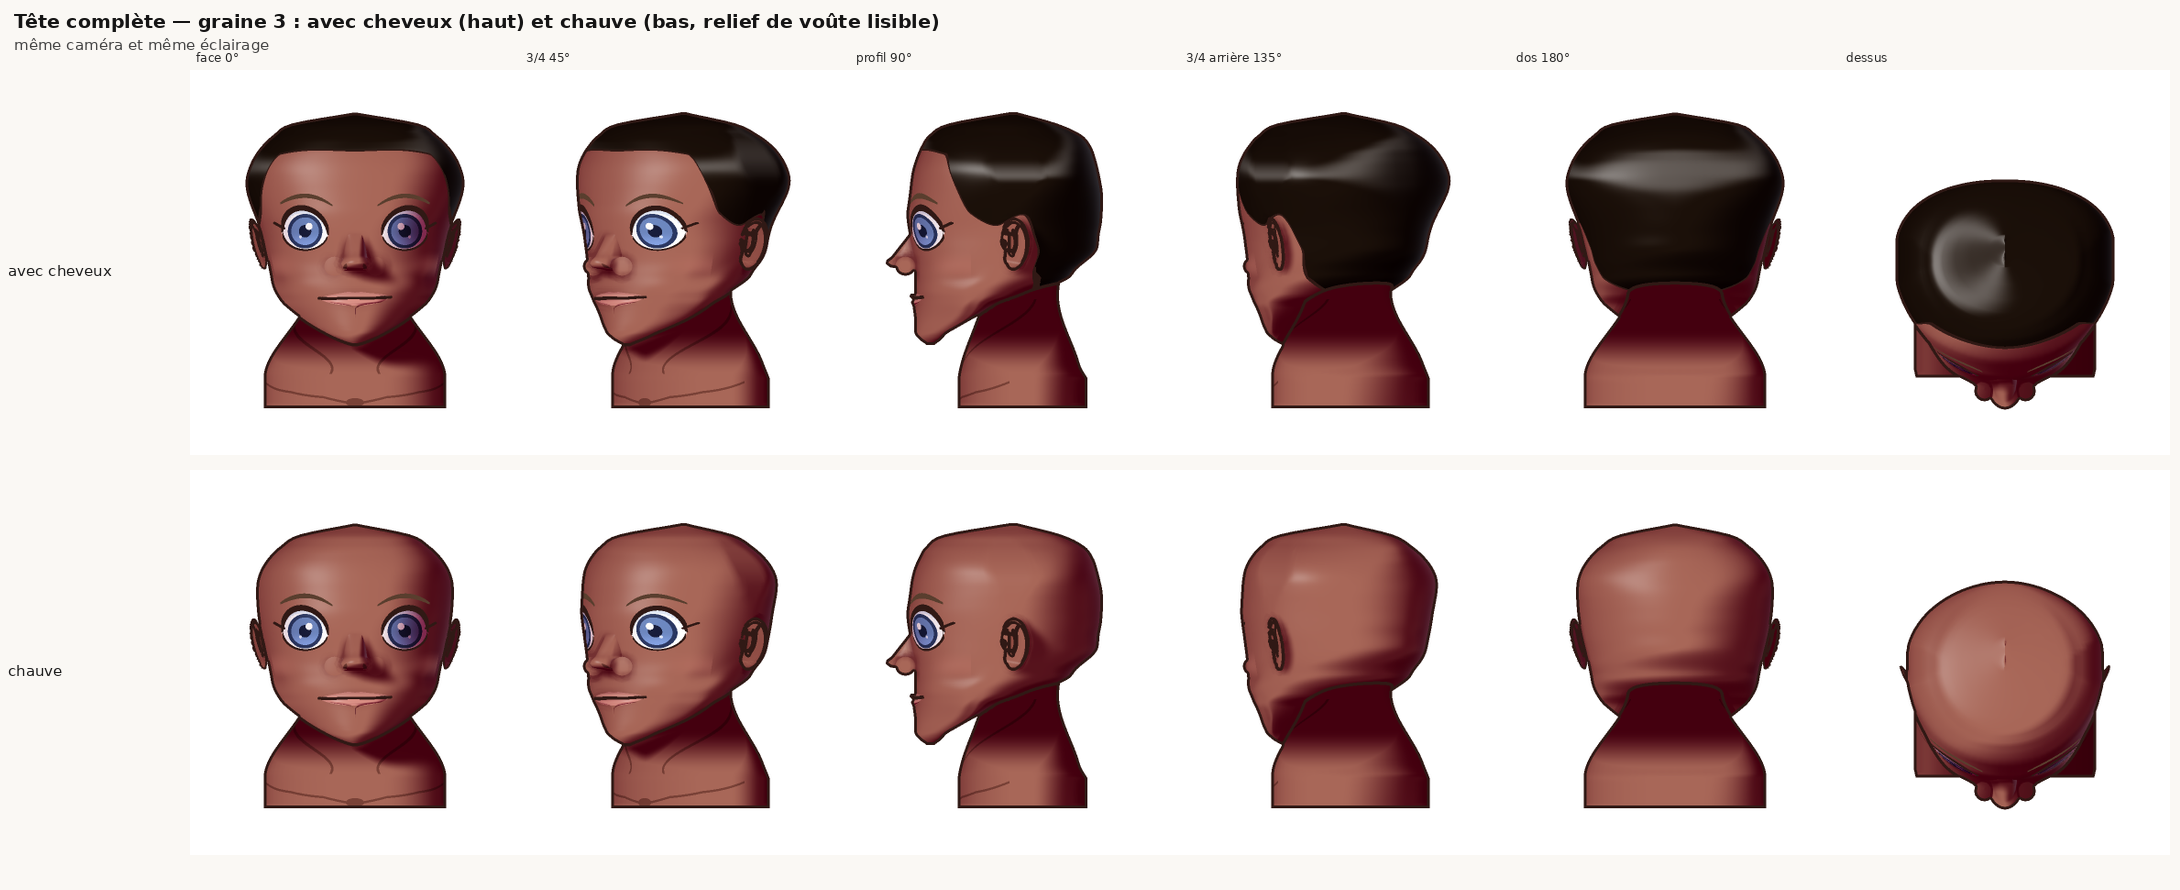 Tête complète — graine 3 : avec cheveux (haut) et chauve (bas, relief de voûte lisible)
même caméra et même éclairage
face 0° 3/4 45° profil 90° 3/4 arrière 135° dos 180° dessus
avec cheveux
chauve